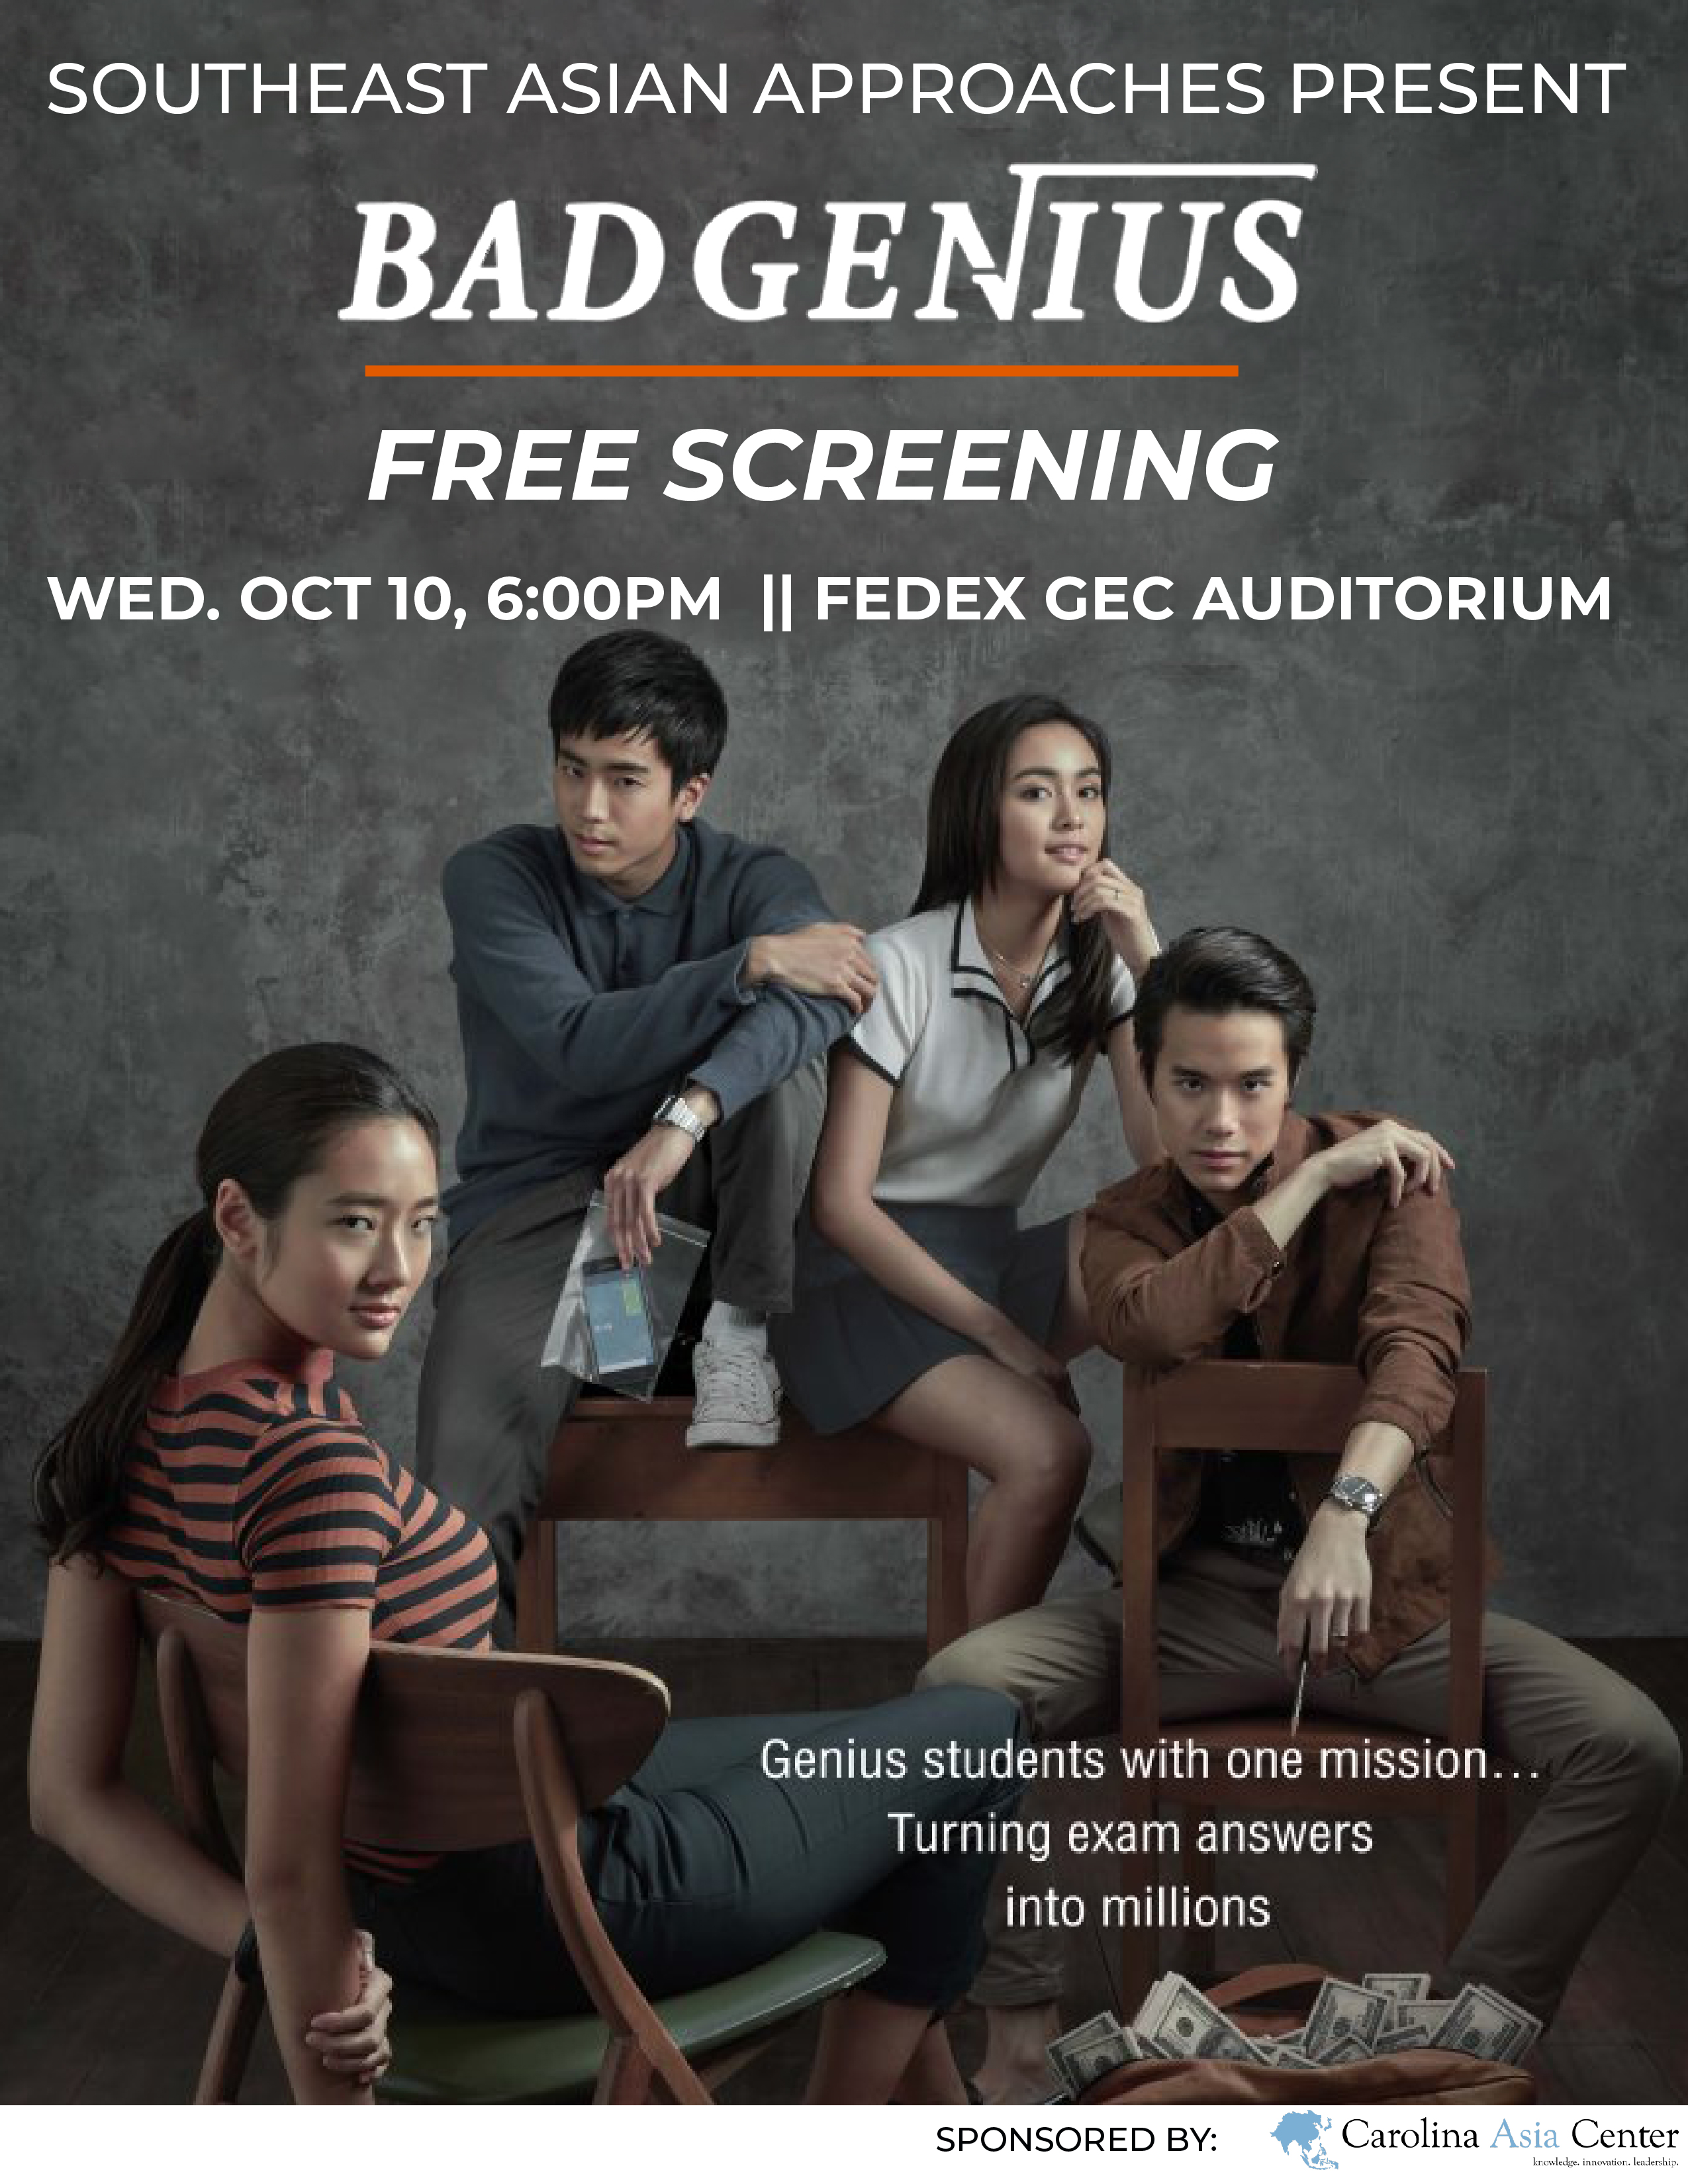 SOUTHEAST ASIAN APPROACHES PRESENT
BAD GENIUS
FREE SCREENING
WED. OCT 10, 6:00PM || FEDEX GEC AUDITORIUM
Genius students with one mission...
Turning exam answers
into millions
SPONSORED BY:
Carolina Asia Center
knowledge. innovation. leadership.